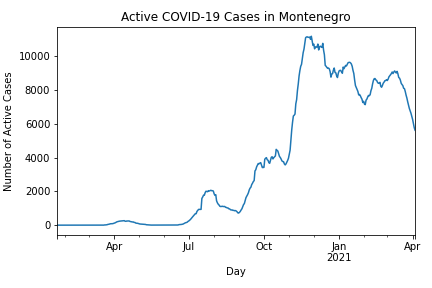 Active COVID-19 Cases in Montenegro
Number of Active Cases
10000
8000
6000
4000
2000
0
Apr
Jul
Oct
Jan
2021
Apr
Day